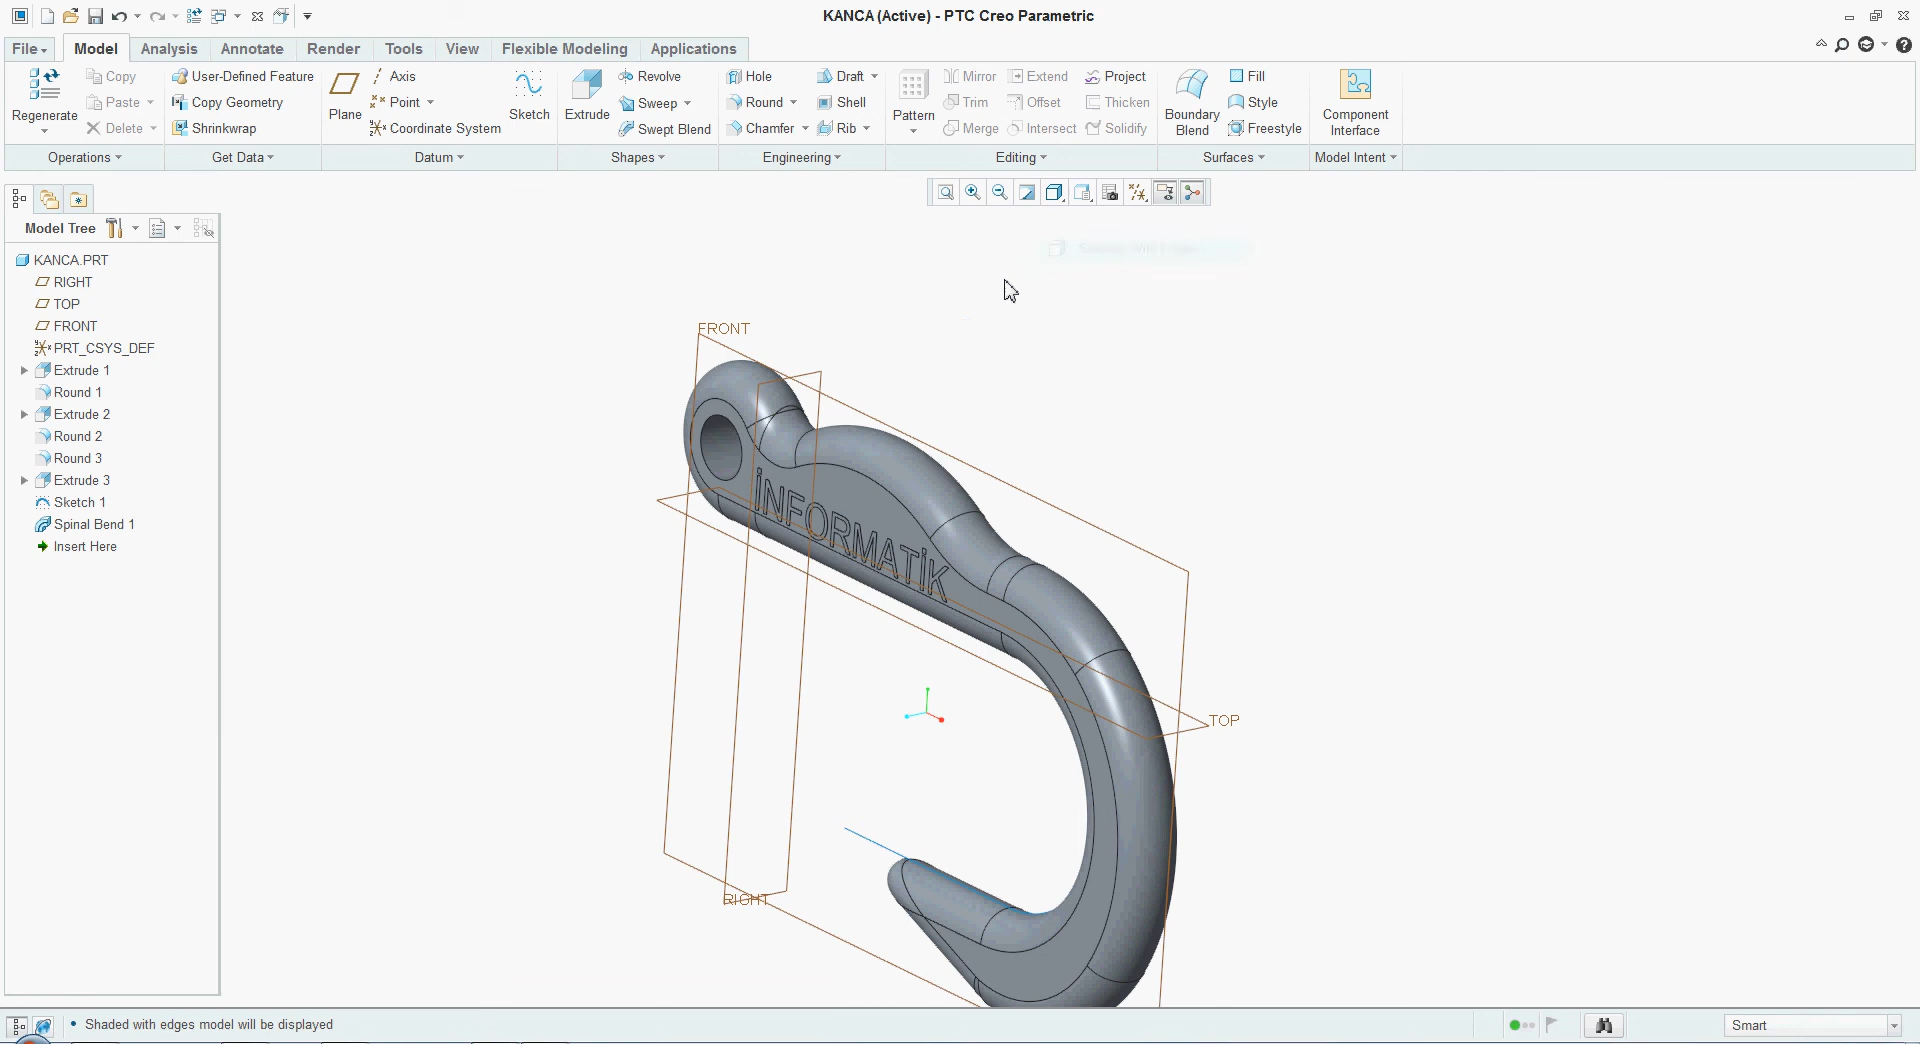 KANCA (Active) - PTC Creo Parametric
File
Model
Analysis
Annotate
Render
Tools
View
Flexible Modeling
Applications
Regenerate
Copy
Paste
Delete
Operations
User-Defined Feature
Copy Geometry
Shrinkwrap
Get Data
Plane
Axis
Point
Coordinate System
Sketch
Datum
Extrude
Revolve
Sweep
Swept Blend
Shapes
Hole
Round
Chamfer
Draft
Shell
Rib
Engineering
Pattern
Mirror
Trim
Merge
Extend
Offset
Intersect
Project
Thicken
Solidify
Editing
Boundary
Blend
Fill
Style
Freestyle
Surfaces
Component
Interface
Model Intent
Model Tree
KANCA.PRT
RIGHT
TOP
FRONT
PRT_CSYS_DEF
Extrude 1
Round 1
Extrude 2
Round 2
Round 3
Extrude 3
Sketch 1
Spinal Bend 1
Insert Here
FRONT
İNFORMATİK
TOP
RIGHT
Shaded with edges model will be displayed
Smart